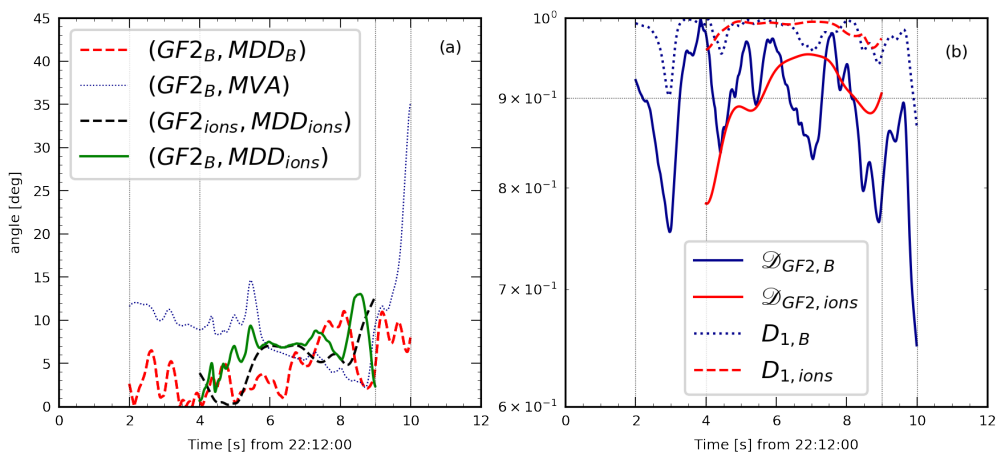 (a)
(GF2_B, MDD_B)
(GF2_B, MVA)
(GF2_ions, MDD_ions)
(GF2_B, MDD_ions)
angle [deg]
45
40
35
30
25
20
15
10
5
0
0 2 4 6 8 10 12
Time [s] from 22:12:00
(b)
10⁰
9 × 10⁻¹
8 × 10⁻¹
7 × 10⁻¹
6 × 10⁻¹
𝒟_GF2, B
𝒟_GF2, ions
D_1, B
D_1, ions
0 2 4 6 8 10 12
Time [s] from 22:12:00